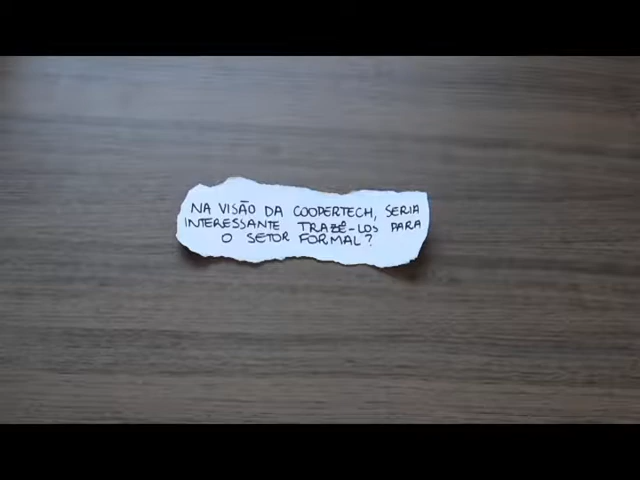 NA VISÃO DA COOPERTECH, SERIA
INTERESSANTE TRAZÊ-LOS PARA
O SETOR FORMAL?